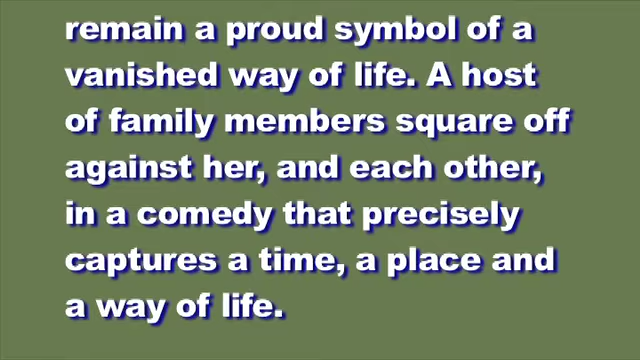 remain a proud symbol of a
vanished way of life. A host
of family members square off
against her, and each other,
in a comedy that precisely
captures a time, a place and
a way of life.